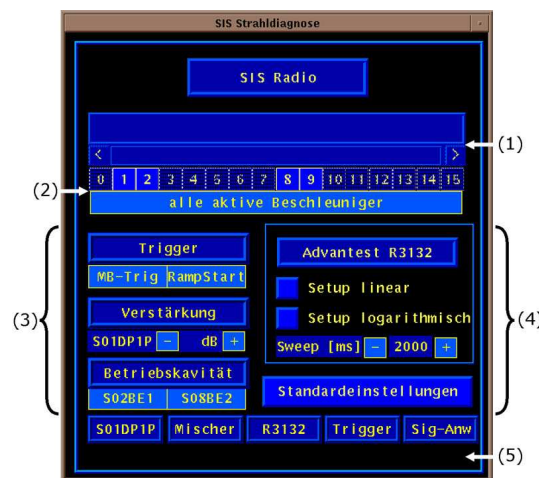 SIS Strahldiagnose
SIS Radio
< >
(1)
0 1 2 3 4 5 6 7 8 9 10 11 12 13 14 15
(2)
alle aktive Beschleuniger
Trigger
MB-Trig RampStart
Verstärkung
S01DP1P - dB +
Betriebskavität
S02BE1 S08BE2
(3)
Advantest R3132
Setup linear
Setup logarithmisch
Sweep [ms] - 2000 +
Standardeinstellungen
(4)
S01DP1P Mischer R3132 Trigger Sig-Anw
(5)